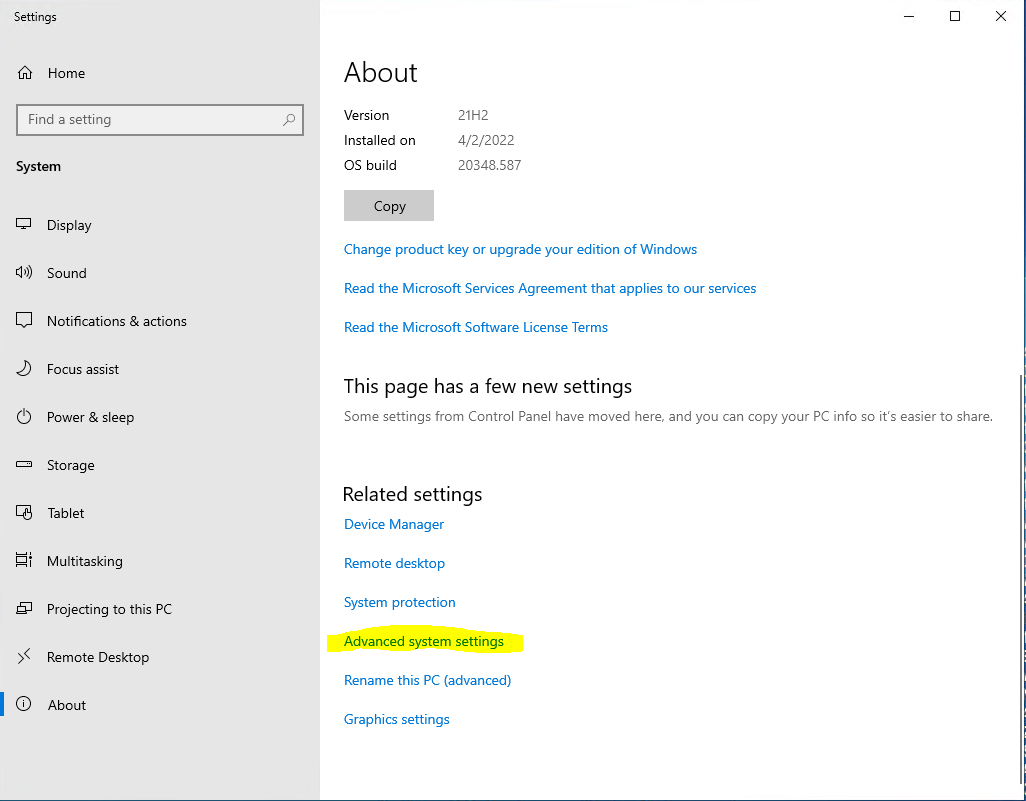 Settings
Home
Find a setting
System
Display
Sound
Notifications & actions
Focus assist
Power & sleep
Storage
Tablet
Multitasking
Projecting to this PC
Remote Desktop
About
About
Version 21H2
Installed on 4/2/2022
OS build 20348.587
Copy
Change product key or upgrade your edition of Windows
Read the Microsoft Services Agreement that applies to our services
Read the Microsoft Software License Terms
This page has a few new settings
Some settings from Control Panel have moved here, and you can copy your PC info so it's easier to share.
Related settings
Device Manager
Remote desktop
System protection
Advanced system settings
Rename this PC (advanced)
Graphics settings